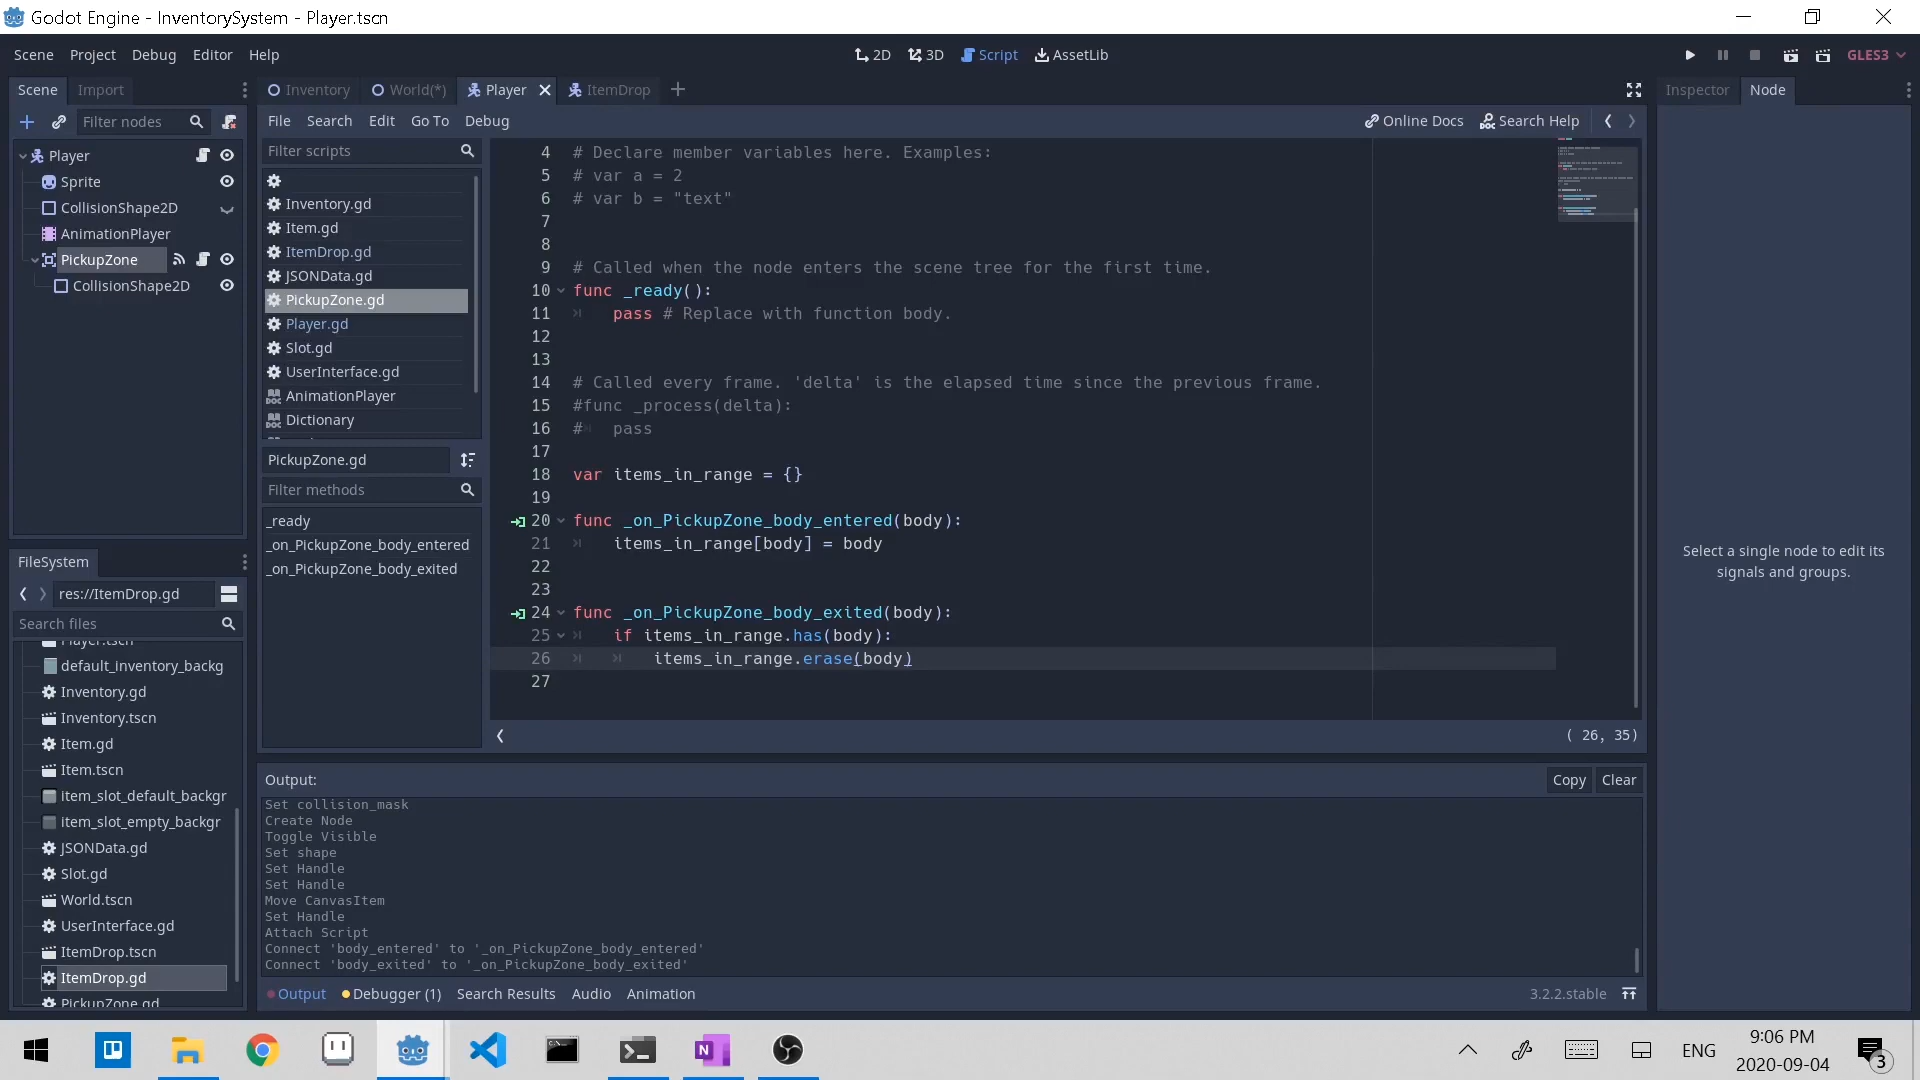 Godot Engine - InventorySystem - Player.tscn
Scene Project Debug Editor Help
2D 3D Script AssetLib
GLES3
Scene Import
Inventory World(*) Player ItemDrop
Inspector Node
Filter nodes
File Search Edit Go To Debug
Online Docs Search Help
Player
Sprite
CollisionShape2D
AnimationPlayer
PickupZone
CollisionShape2D
Filter scripts
Inventory.gd
Item.gd
ItemDrop.gd
JSONData.gd
PickupZone.gd
Player.gd
Slot.gd
UserInterface.gd
AnimationPlayer
Dictionary
PickupZone.gd
Filter methods
_ready
_on_PickupZone_body_entered
_on_PickupZone_body_exited
4 # Declare member variables here. Examples:
5 # var a = 2
6 # var b = "text"
7
8
9 # Called when the node enters the scene tree for the first time.
10 func _ready():
11 pass # Replace with function body.
12
13
14 # Called every frame. 'delta' is the elapsed time since the previous frame.
15 #func _process(delta):
16 # pass
17
18 var items_in_range = {}
19
20 func _on_PickupZone_body_entered(body):
21 items_in_range[body] = body
22
23
24 func _on_PickupZone_body_exited(body):
25 if items_in_range.has(body):
26 items_in_range.erase(body)
27
( 26, 35)
Select a single node to edit its
signals and groups.
FileSystem
res://ItemDrop.gd
Search files
Player.tscn
default_inventory_backg
Inventory.gd
Inventory.tscn
Item.gd
Item.tscn
item_slot_default_backgr
item_slot_empty_backgr
JSONData.gd
Slot.gd
World.tscn
UserInterface.gd
ItemDrop.tscn
ItemDrop.gd
PickupZone.gd
Output:
Copy Clear
Set collision_mask
Create Node
Toggle Visible
Set shape
Set Handle
Set Handle
Move CanvasItem
Set Handle
Attach Script
Connect 'body_entered' to '_on_PickupZone_body_entered'
Connect 'body_exited' to '_on_PickupZone_body_exited'
Output Debugger (1) Search Results Audio Animation
3.2.2.stable
ENG
9:06 PM
2020-09-04
3